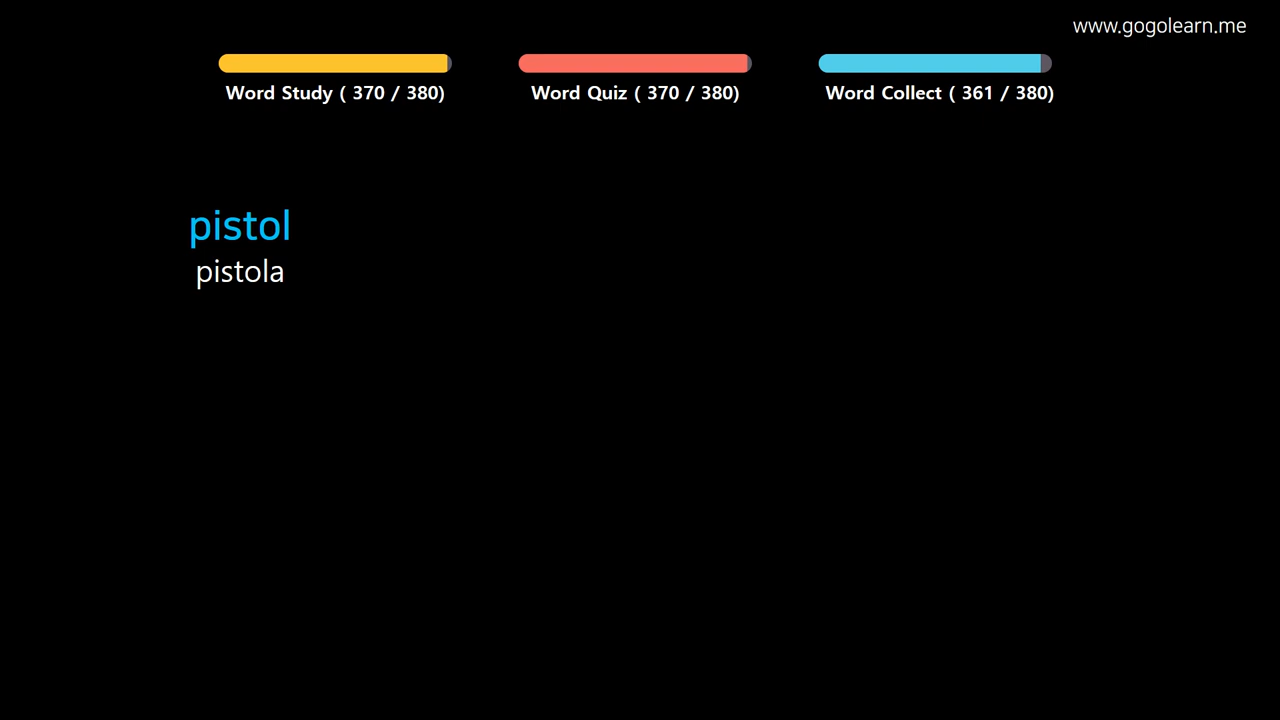 www.gogolearn.me
Word Study ( 370 / 380)
Word Quiz ( 370 / 380)
Word Collect ( 361 / 380)
pistol
pistola